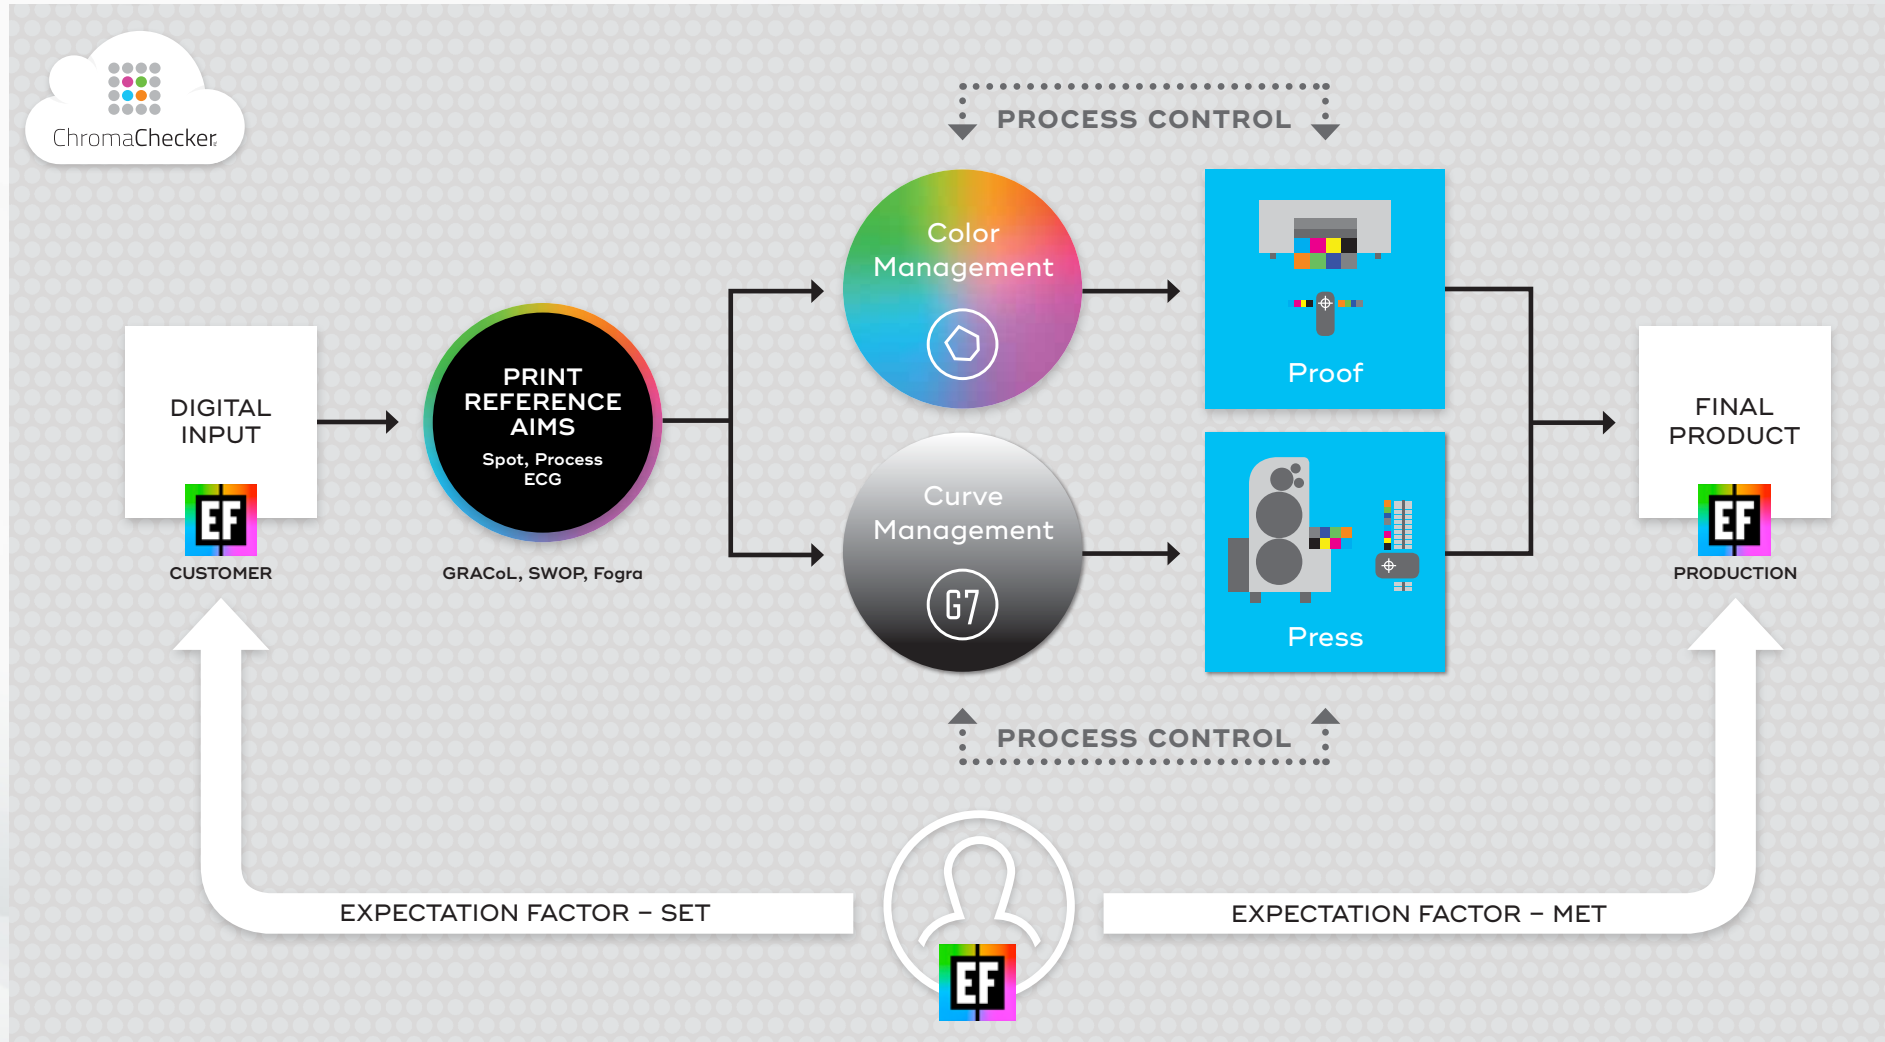 ChromaChecker
PROCESS CONTROL
Color
Management
Proof
DIGITAL
INPUT
EF
CUSTOMER
PRINT
REFERENCE
AIMS
Spot, Process
ECG
GRACoL, SWOP, Fogra
Curve
Management
G7
Press
FINAL
PRODUCT
EF
PRODUCTION
PROCESS CONTROL
EXPECTATION FACTOR – SET
EXPECTATION FACTOR – MET
EF